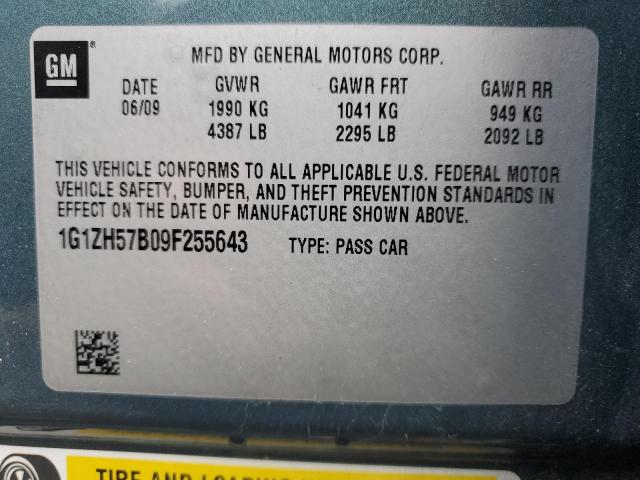 GM
MFD BY GENERAL MOTORS CORP.
DATE GVWR GAWR FRT GAWR RR
06/09 1990 KG 1041 KG 949 KG
4387 LB 2295 LB 2092 LB
THIS VEHICLE CONFORMS TO ALL APPLICABLE U.S. FEDERAL MOTOR
VEHICLE SAFETY, BUMPER, AND THEFT PREVENTION STANDARDS IN
EFFECT ON THE DATE OF MANUFACTURE SHOWN ABOVE.
1G1ZH57B09F255643 TYPE: PASS CAR
TIRE AND LOADING